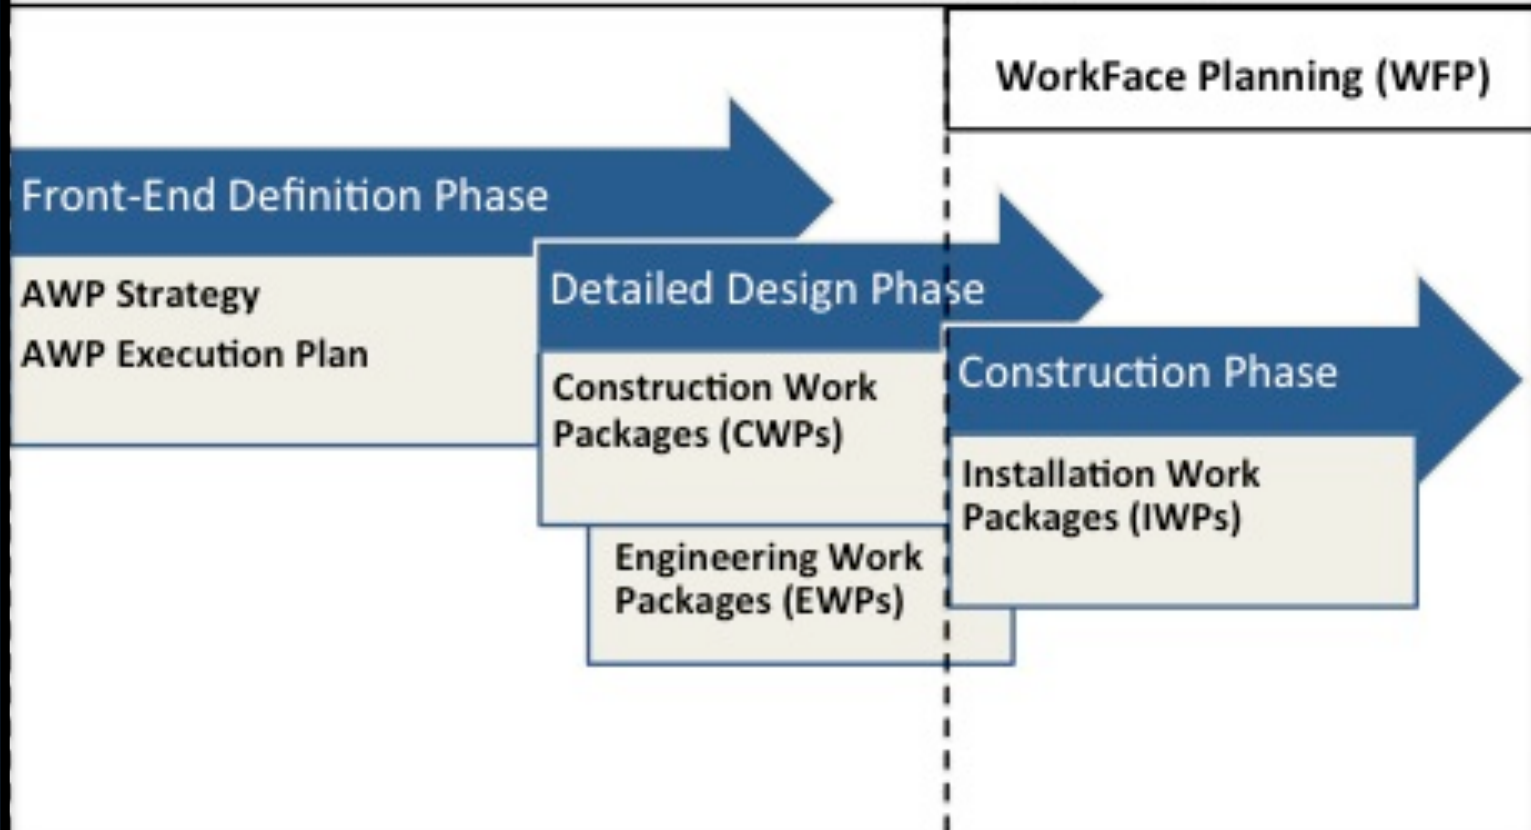 WorkFace Planning (WFP)
Front-End Definition Phase
AWP Strategy
AWP Execution Plan
Detailed Design Phase
Construction Work
Packages (CWPs)
Engineering Work
Packages (EWPs)
Construction Phase
Installation Work
Packages (IWPs)